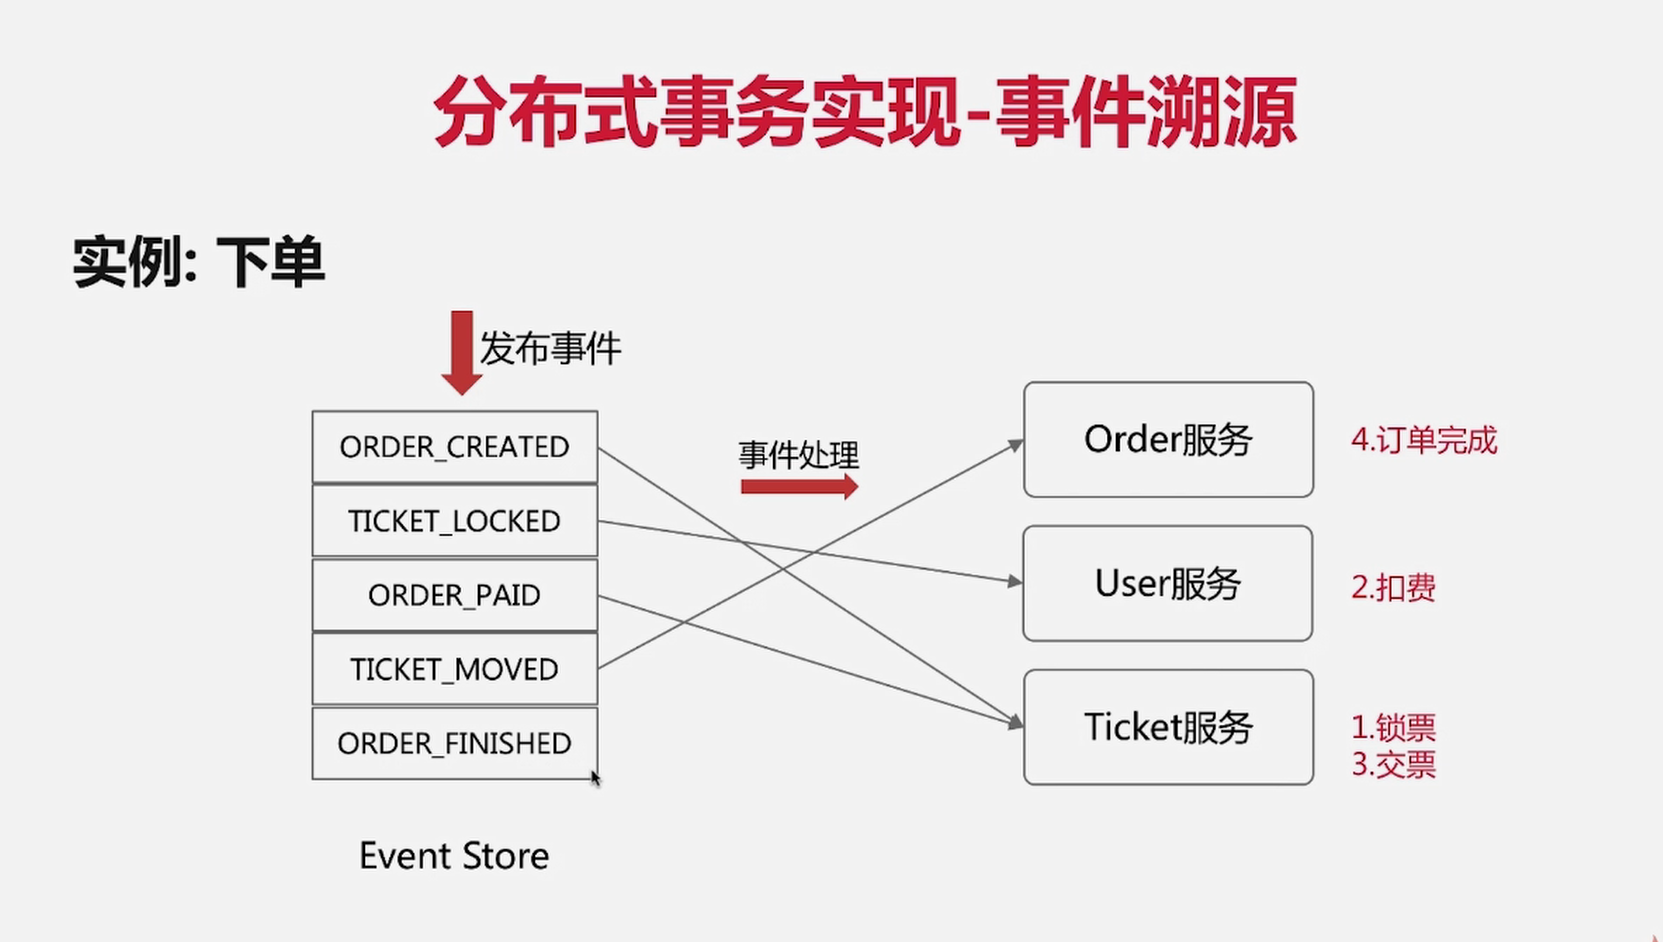 分布式事务实现-事件溯源
实例: 下单
发布事件
ORDER_CREATED
TICKET_LOCKED
ORDER_PAID
TICKET_MOVED
ORDER_FINISHED
Event Store
事件处理
Order服务
4.订单完成
User服务
2.扣费
Ticket服务
1.锁票
3.交票